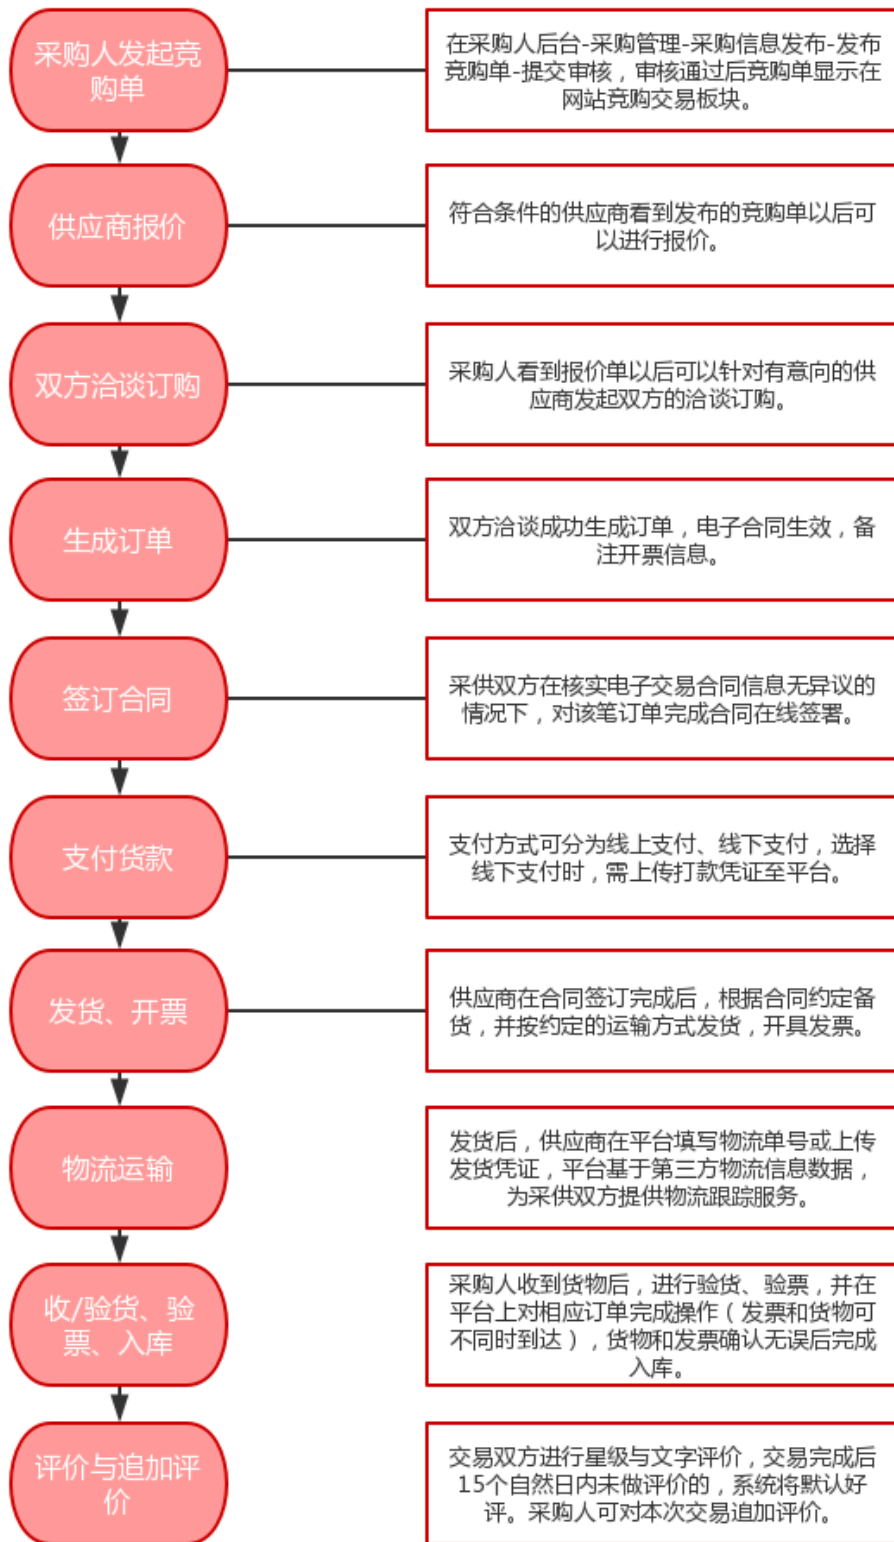 采购人发起竞
购单
在采购人后台-采购管理-采购信息发布-发布
竞购单-提交审核，审核通过后竞购单显示在
网站竞购交易板块。
供应商报价
符合条件的供应商看到发布的竞购单以后可
以进行报价。
双方洽谈订购
采购人看到报价单以后可以针对有意向的供
应商发起双方的洽谈订购。
生成订单
双方洽谈成功生成订单，电子合同生效，备
注开票信息。
签订合同
采供双方在核实电子交易合同信息无异议的
情况下，对该笔订单完成合同在线签署。
支付货款
支付方式可分为线上支付、线下支付，选择
线下支付时，需上传打款凭证至平台。
发货、开票
供应商在合同签订完成后，根据合同约定备
货，并按约定的运输方式发货，开具发票。
物流运输
发货后，供应商在平台填写物流单号或上传
发货凭证，平台基于第三方物流信息数据，
为采供双方提供物流跟踪服务。
收/验货、验
票、入库
采购人收到货物后，进行验货、验票，并在
平台上对相应订单完成操作（发票和货物可
不同时到达），货物和发票确认无误后完成
入库。
评价与追加评
价
交易双方进行星级与文字评价，交易完成后
15个自然日内未做评价的，系统将默认好
评。采购人可对本次交易追加评价。